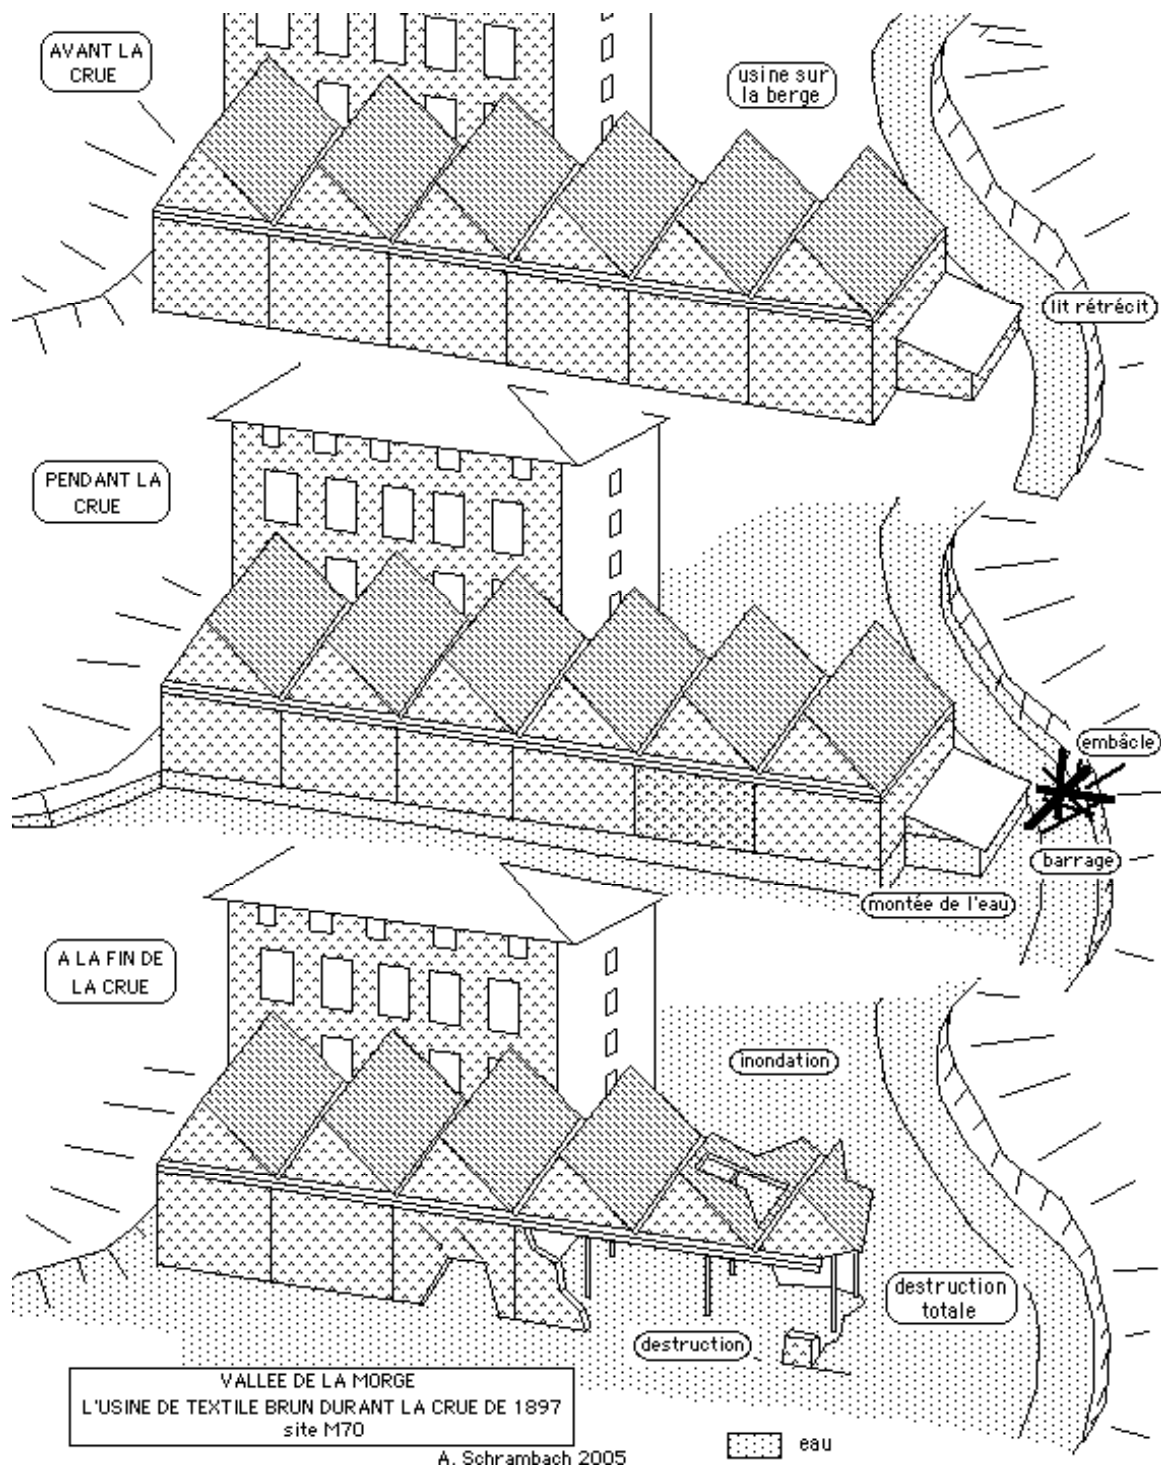 AVANT LA
CRUE
usine sur
la berge
lit rétrécit
PENDANT LA
CRUE
embâcle
barrage
montée de l'eau
A LA FIN DE
LA CRUE
inondation
destruction
totale
destruction
VALLEE DE LA MORGE
L'USINE DE TEXTILE BRUN DURANT LA CRUE DE 1897
site M70
A. Schrambach 2005
eau